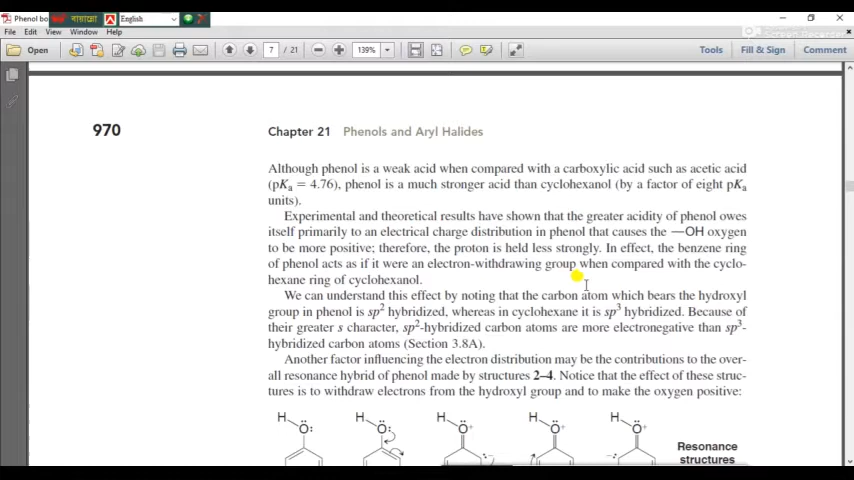 Phenol bo
বায়ান্নো
English
File Edit View Window Help
Open
7 / 21
139%
Tools Fill & Sign Comment
970
Chapter 21 Phenols and Aryl Halides
Although phenol is a weak acid when compared with a carboxylic acid such as acetic acid
(pKa = 4.76), phenol is a much stronger acid than cyclohexanol (by a factor of eight pKa
units).
Experimental and theoretical results have shown that the greater acidity of phenol owes
itself primarily to an electrical charge distribution in phenol that causes the —OH oxygen
to be more positive; therefore, the proton is held less strongly. In effect, the benzene ring
of phenol acts as if it were an electron-withdrawing group when compared with the cyclo-
hexane ring of cyclohexanol.
We can understand this effect by noting that the carbon atom which bears the hydroxyl
group in phenol is sp² hybridized, whereas in cyclohexane it is sp³ hybridized. Because of
their greater s character, sp²-hybridized carbon atoms are more electronegative than sp³-
hybridized carbon atoms (Section 3.8A).
Another factor influencing the electron distribution may be the contributions to the over-
all resonance hybrid of phenol made by structures 2–4. Notice that the effect of these struc-
tures is to withdraw electrons from the hydroxyl group and to make the oxygen positive:
H H H H H
Ö: Ö: Ö⁺ Ö⁺ Ö⁺
Resonance
structures